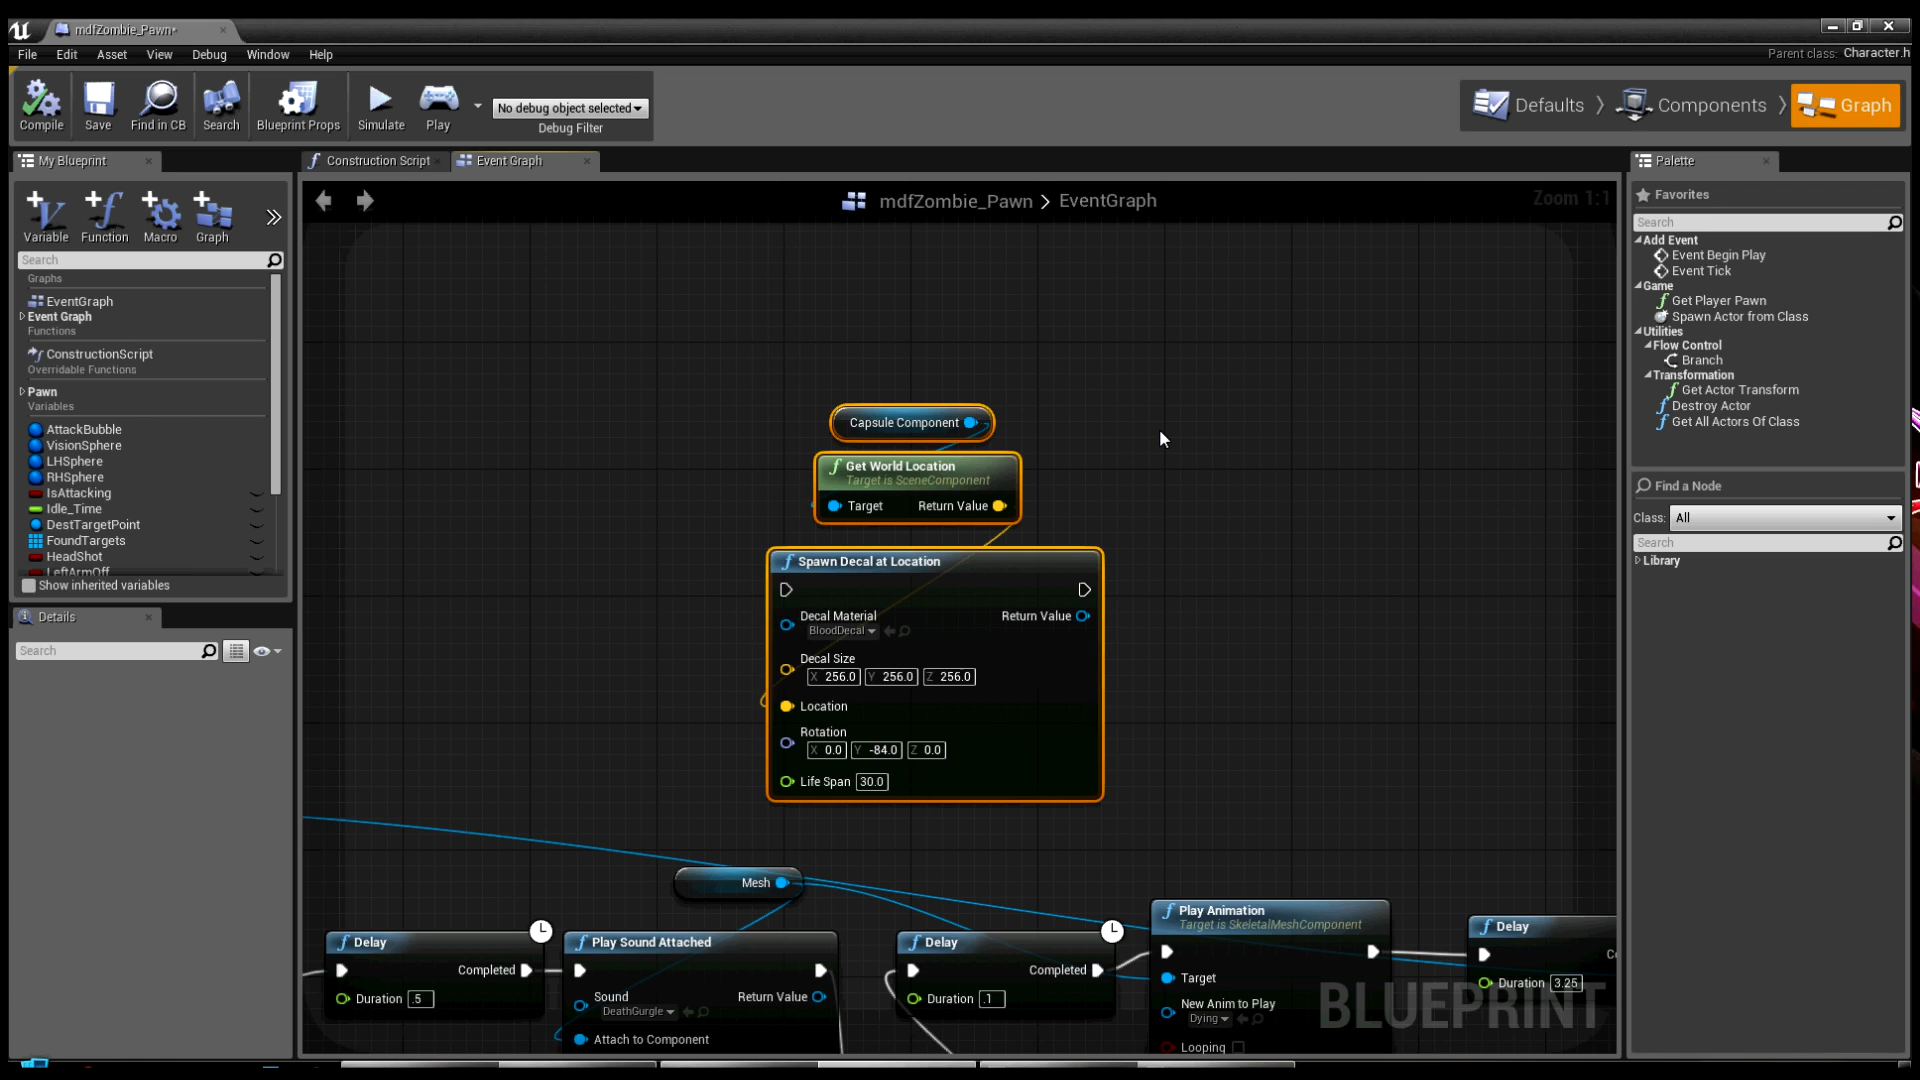 mdfZombie_Pawn*
File Edit Asset View Debug Window Help
Parent class: Character.h
Compile Save Find in CB Search Blueprint Props Simulate Play
No debug object selected
Debug Filter
Defaults Components Graph
My Blueprint
Construction Script Event Graph
Palette
Variable Function Macro Graph
mdfZombie_Pawn > EventGraph
Zoom 1:1
Search
Graphs
EventGraph
Event Graph
Functions
ConstructionScript
Overridable Functions
Pawn
Variables
AttackBubble
VisionSphere
LHSphere
RHSphere
IsAttacking
Idle_Time
DestTargetPoint
FoundTargets
HeadShot
LeftArmOff
Show inherited variables
Details
Search
Capsule Component
Get World Location
Target is SceneComponent
Target Return Value
Spawn Decal at Location
Decal Material Return Value
BloodDecal
Decal Size
X 256.0 Y 256.0 Z 256.0
Location
Rotation
X 0.0 Y -84.0 Z 0.0
Life Span 30.0
Mesh
Delay
Completed
Duration .5
Play Sound Attached
Sound Return Value
DeathGurgle
Attach to Component
Delay
Completed
Duration .1
Play Animation
Target is SkeletalMeshComponent
Target
New Anim to Play
Dying
Looping
Delay
Duration 3.25
BLUEPRINT
Favorites
Search
Add Event
Event Begin Play
Event Tick
Game
Get Player Pawn
Spawn Actor from Class
Utilities
Flow Control
Branch
Transformation
Get Actor Transform
Destroy Actor
Get All Actors Of Class
Find a Node
Class: All
Search
Library